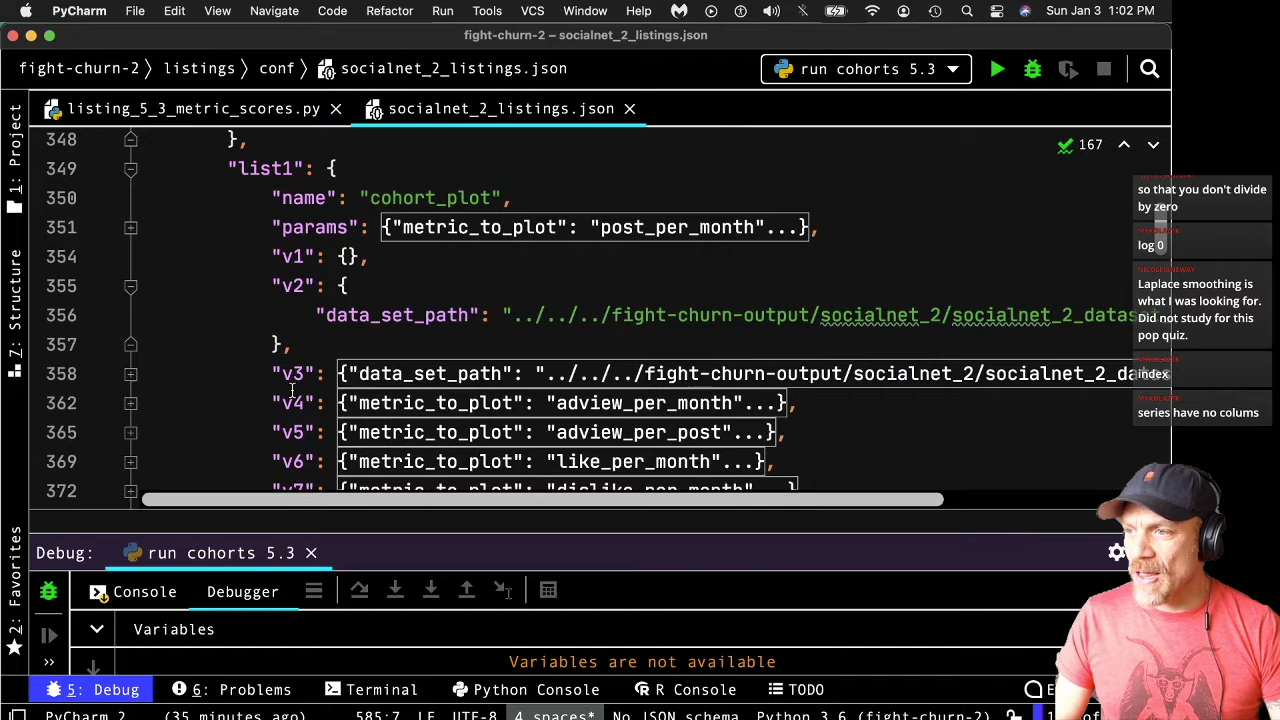 PyCharm File Edit View Navigate Code Refactor Run Tools VCS Window Help Sun Jan 3 1:02 PM
fight-churn-2 – socialnet_2_listings.json
fight-churn-2 listings conf socialnet_2_listings.json run cohorts 5.3
listing_5_3_metric_scores.py socialnet_2_listings.json
348 },
167
349 "list1": {
350 "name": "cohort_plot",
351 "params": {"metric_to_plot": "post_per_month"...},
354 "v1": {},
355 "v2": {
356 "data_set_path": "../../../fight-churn-output/socialnet_2/socialnet_2_datas
357 },
358 "v3": {"data_set_path": "../../../fight-churn-output/socialnet_2/socialnet_2_da
362 "v4": {"metric_to_plot": "adview_per_month"...},
365 "v5": {"metric_to_plot": "adview_per_post"...},
369 "v6": {"metric_to_plot": "like_per_month"...},
372 "v7": {"metric_to_plot": "dislike_per_month"...}
1: Project
7: Structure
2: Favorites
so that you don't divide
by zero
log 0
Laplace smoothing is
what I was looking for.
Did not study for this
pop quiz.
index
series have no colums
Debug: run cohorts 5.3
Console Debugger
Variables
Variables are not available
5: Debug 6: Problems Terminal Python Console R Console TODO
PyCharm 2 (35 minutes ago) 585:7 LF UTF-8 4 spaces* No JSON schema Python 3.6 (fight-churn-2)